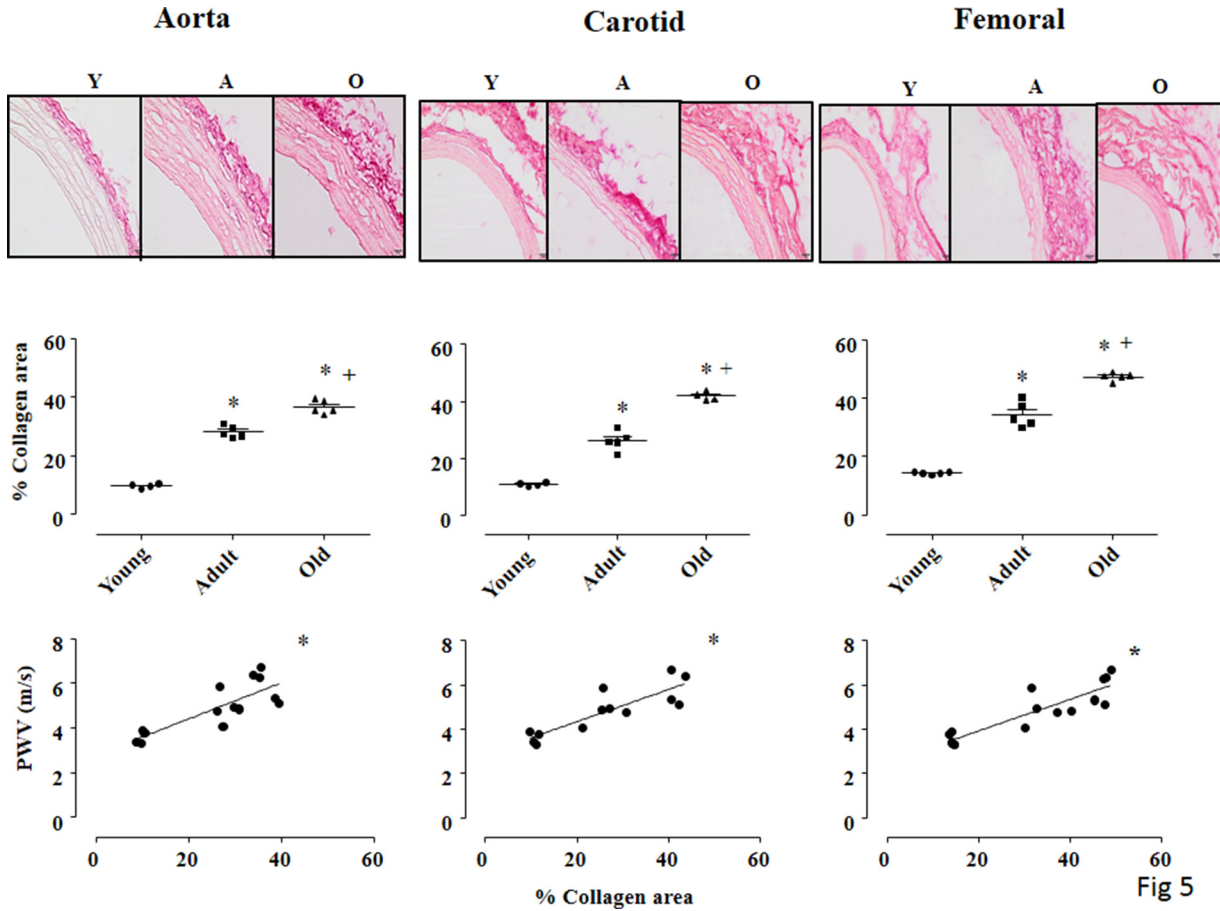 Aorta Carotid Femoral
Y A O Y A O Y A O
% Collagen area
60 60 60
* + * + * +
* * *
40 40 40
20 20 20
0 0 0
Young Adult Old Young Adult Old Young Adult Old
PWV (m/s)
8 * 8 * 8 *
6 6 6
4 4 4
2 2 2
0 0 0
0 20 40 60 0 20 40 60 0 20 40 60
% Collagen area
Fig 5